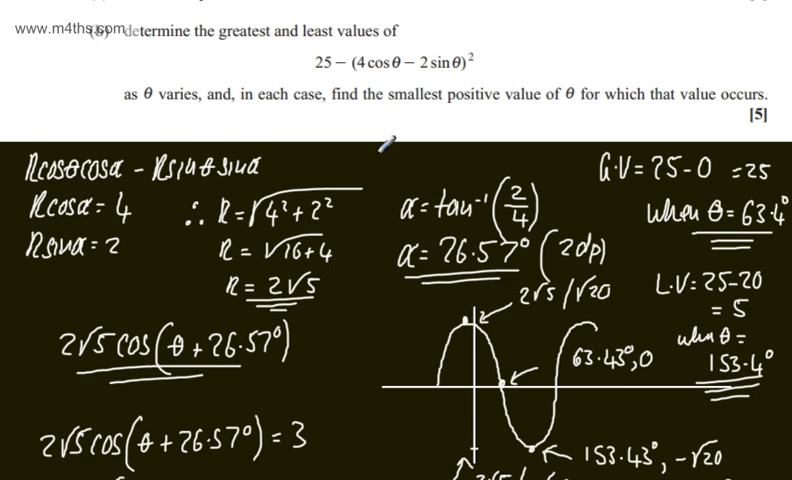 www.m4ths.com
(b) determine the greatest and least values of
25 − (4 cos θ − 2 sin θ)²
as θ varies, and, in each case, find the smallest positive value of θ for which that value occurs.
[5]
Rcosθcosα − Rsinθsinα
Rcosα = 4
Rsinα = 2
∴ R = √4² + 2²
R = √16 + 4
R = 2√5
2√5 cos(θ + 26.57°)
2√5 cos(θ + 26.57°) = 3
α = tan⁻¹(2/4)
α = 26.57° (2dp)
2√5 / √20
63.43°, 0
153.43°, −√20
G.V = 25 − 0 = 25
when θ = 63.4°
L.V = 25 − 20
= 5
when θ =
153.4°